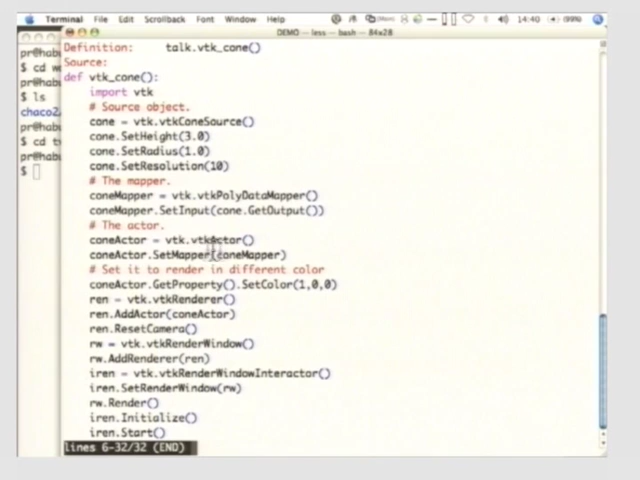 Terminal File Edit Scrollback Font Window Help 14:40 (99%)
DEMO — less — bash — 84x28
pr@habu
$ cd
pr@habu
$ ls
chaco2
pr@habu
$ cd
pr@habu
$
Definition: talk.vtk_cone()
Source:
def vtk_cone():
import vtk
# Source object.
cone = vtk.vtkConeSource()
cone.SetHeight(3.0)
cone.SetRadius(1.0)
cone.SetResolution(10)
# The mapper.
coneMapper = vtk.vtkPolyDataMapper()
coneMapper.SetInput(cone.GetOutput())
# The actor.
coneActor = vtk.vtkActor()
coneActor.SetMapper(coneMapper)
# Set it to render in different color
coneActor.GetProperty().SetColor(1,0,0)
ren = vtk.vtkRenderer()
ren.AddActor(coneActor)
ren.ResetCamera()
rw = vtk.vtkRenderWindow()
rw.AddRenderer(ren)
iren = vtk.vtkRenderWindowInteractor()
iren.SetRenderWindow(rw)
rw.Render()
iren.Initialize()
iren.Start()
lines 6-32/32 (END)